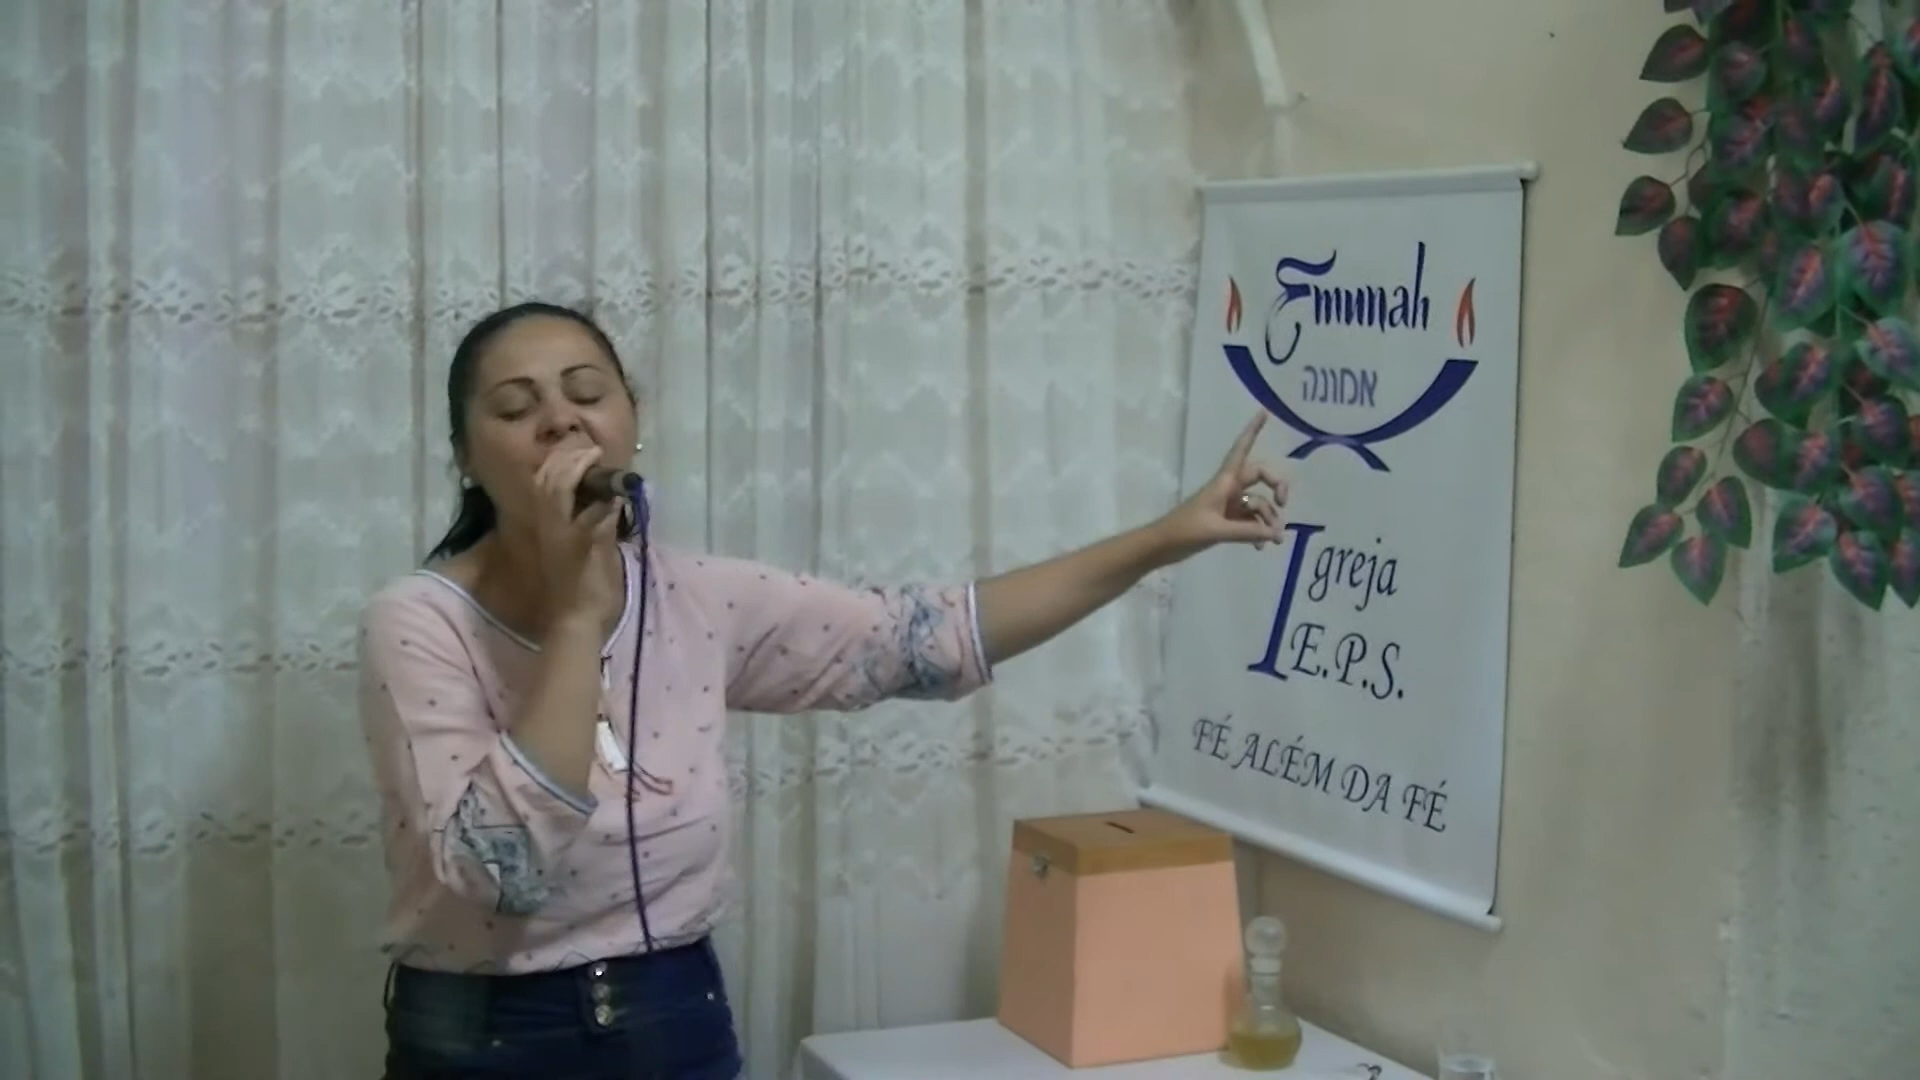 Emunah
אמונה
Igreja
E.P.S.
FÉ ALÉM DA FÉ